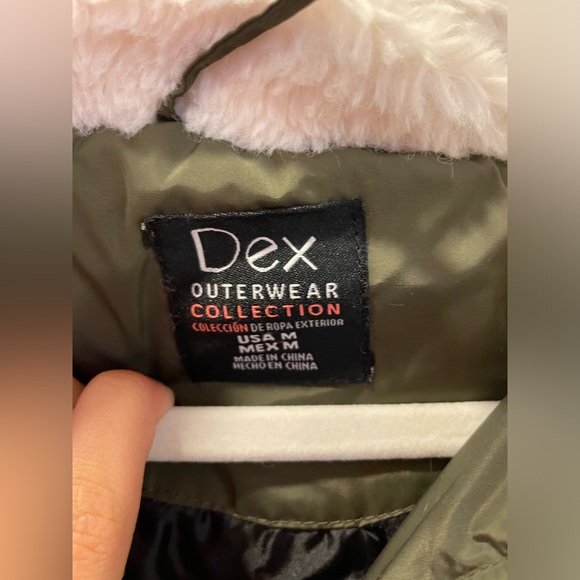 Dex
OUTERWEAR
COLLECTION
COLECCIÓN DE ROPA EXTERIOR
USA M
MEX M
MADE IN CHINA
HECHO EN CHINA